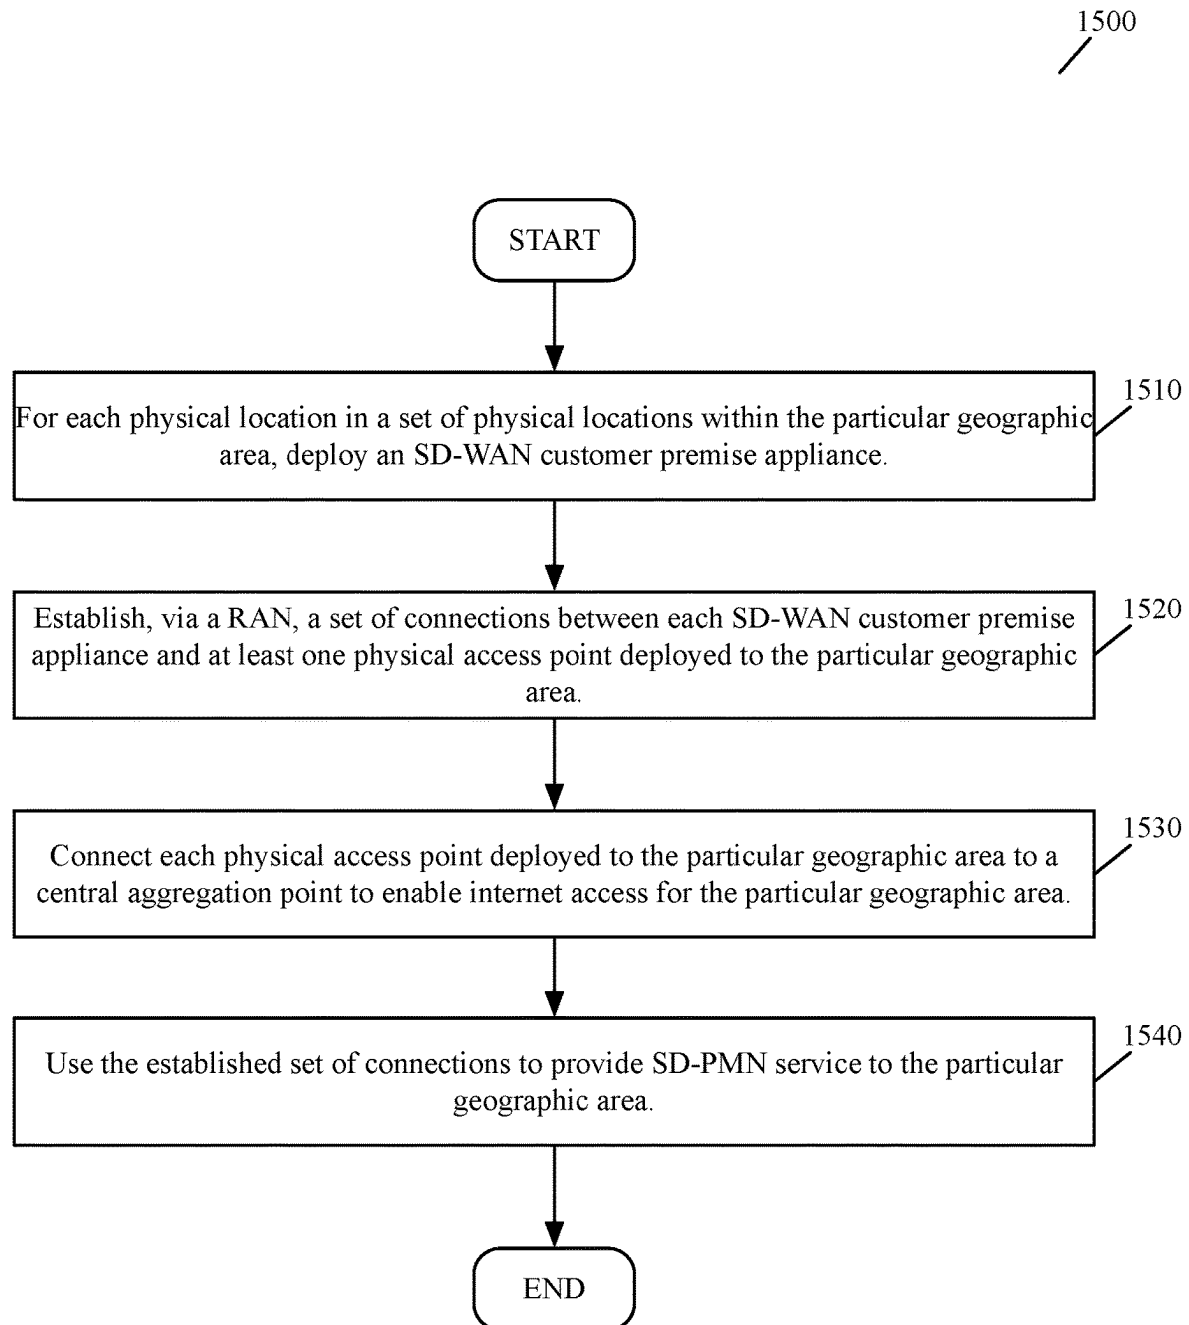 1500
START
For each physical location in a set of physical locations within the particular geographic
area, deploy an SD-WAN customer premise appliance.
1510
Establish, via a RAN, a set of connections between each SD-WAN customer premise
appliance and at least one physical access point deployed to the particular geographic
area.
1520
Connect each physical access point deployed to the particular geographic area to a
central aggregation point to enable internet access for the particular geographic area.
1530
Use the established set of connections to provide SD-PMN service to the particular
geographic area.
1540
END